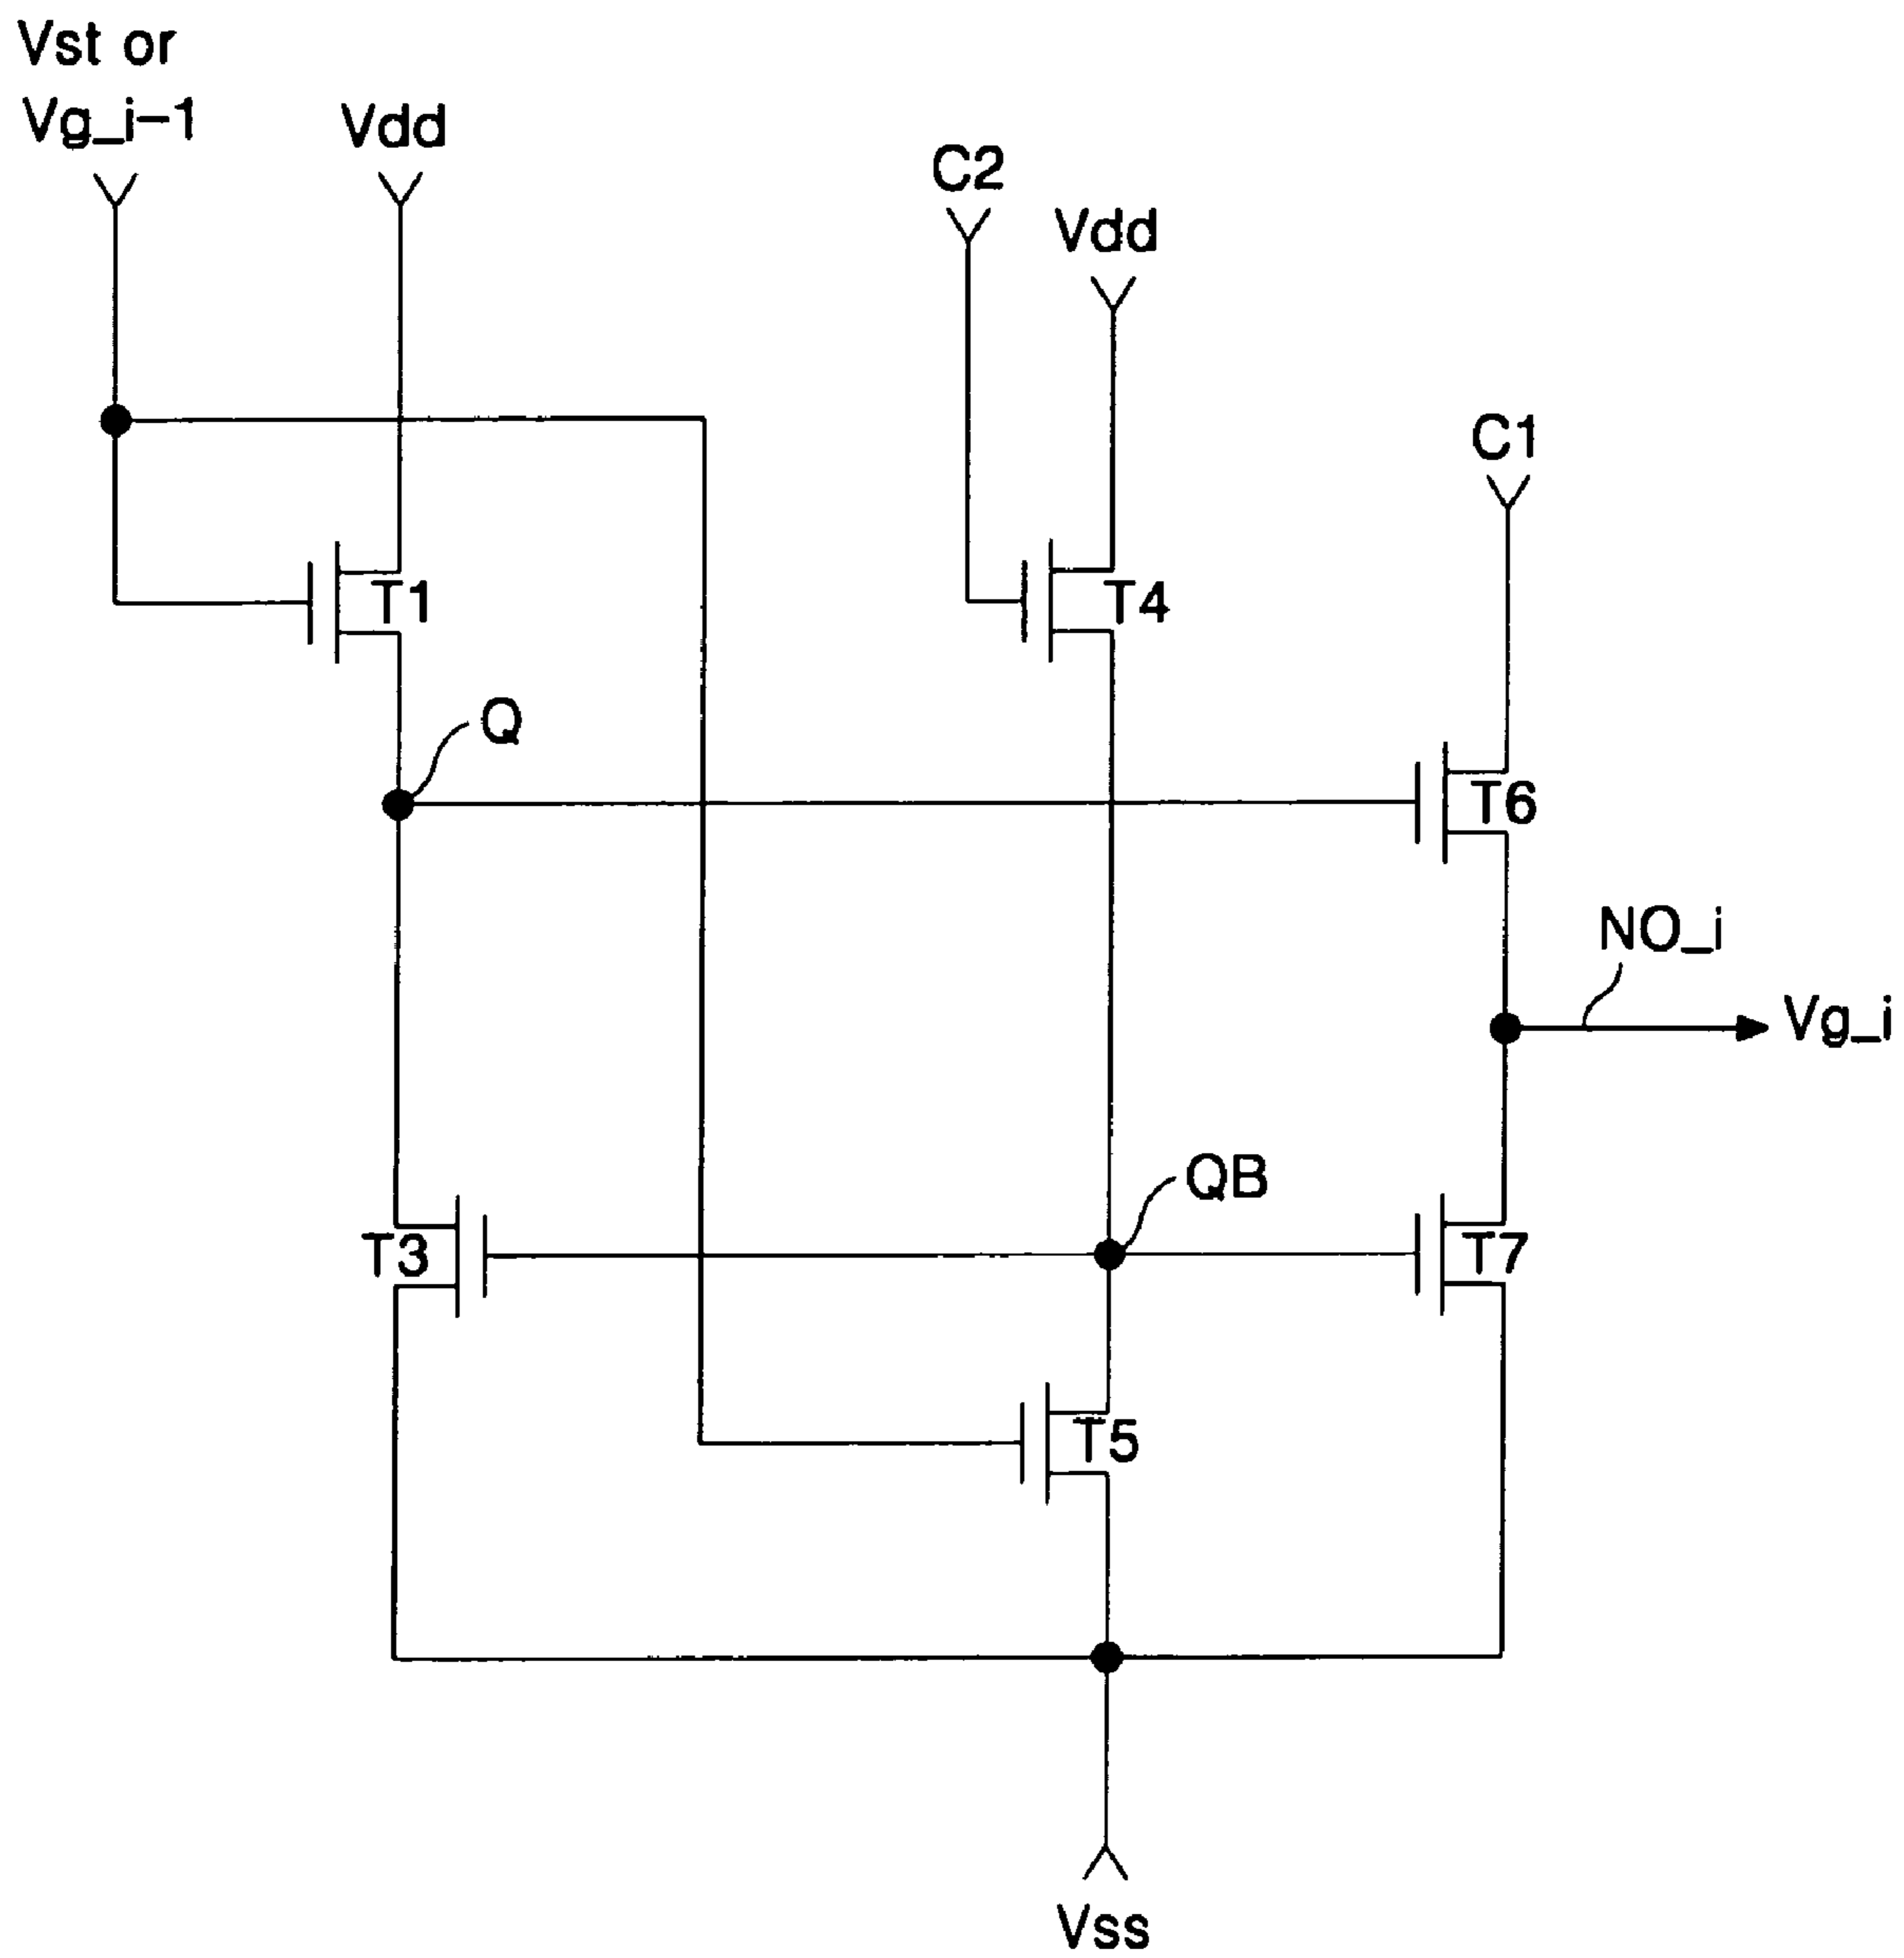 Vst or
Vg_i-1
Vdd
C2
Vdd
C1
T1
T4
Q
T6
NO_i
Vg_i
QB
T3
T7
T5
Vss